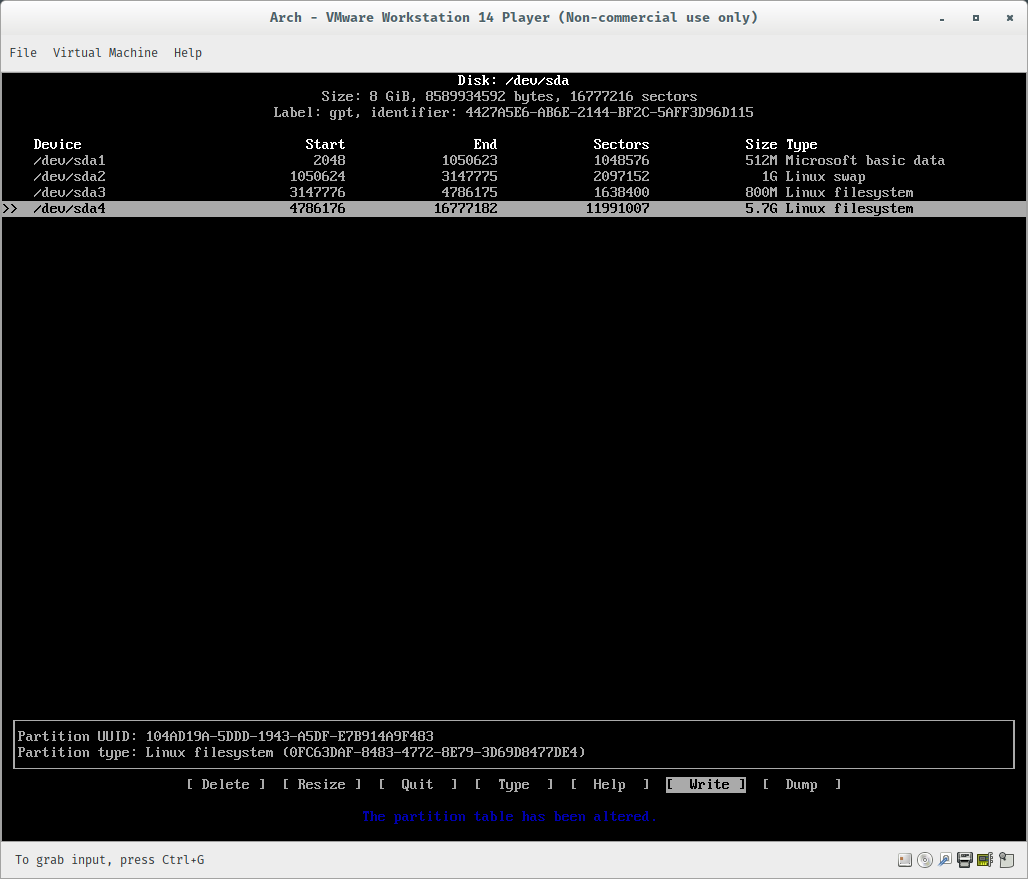 Arch - VMware Workstation 14 Player (Non-commercial use only)
File Virtual Machine Help
Disk: /dev/sda
Size: 8 GiB, 8589934592 bytes, 16777216 sectors
Label: gpt, identifier: 4427A5E6-AB6E-2144-BF2C-5AFF3D96D115
Device Start End Sectors Size Type
/dev/sda1 2048 1050623 1048576 512M Microsoft basic data
/dev/sda2 1050624 3147775 2097152 1G Linux swap
/dev/sda3 3147776 4786175 1638400 800M Linux filesystem
>> /dev/sda4 4786176 16777182 11991007 5.7G Linux filesystem
Partition UUID: 104AD19A-5DDD-1943-A5DF-E7B914A9F483
Partition type: Linux filesystem (0FC63DAF-8483-4772-8E79-3D69D8477DE4)
[ Delete ] [ Resize ] [ Quit ] [ Type ] [ Help ] [ Write ] [ Dump ]
The partition table has been altered.
To grab input, press Ctrl+G